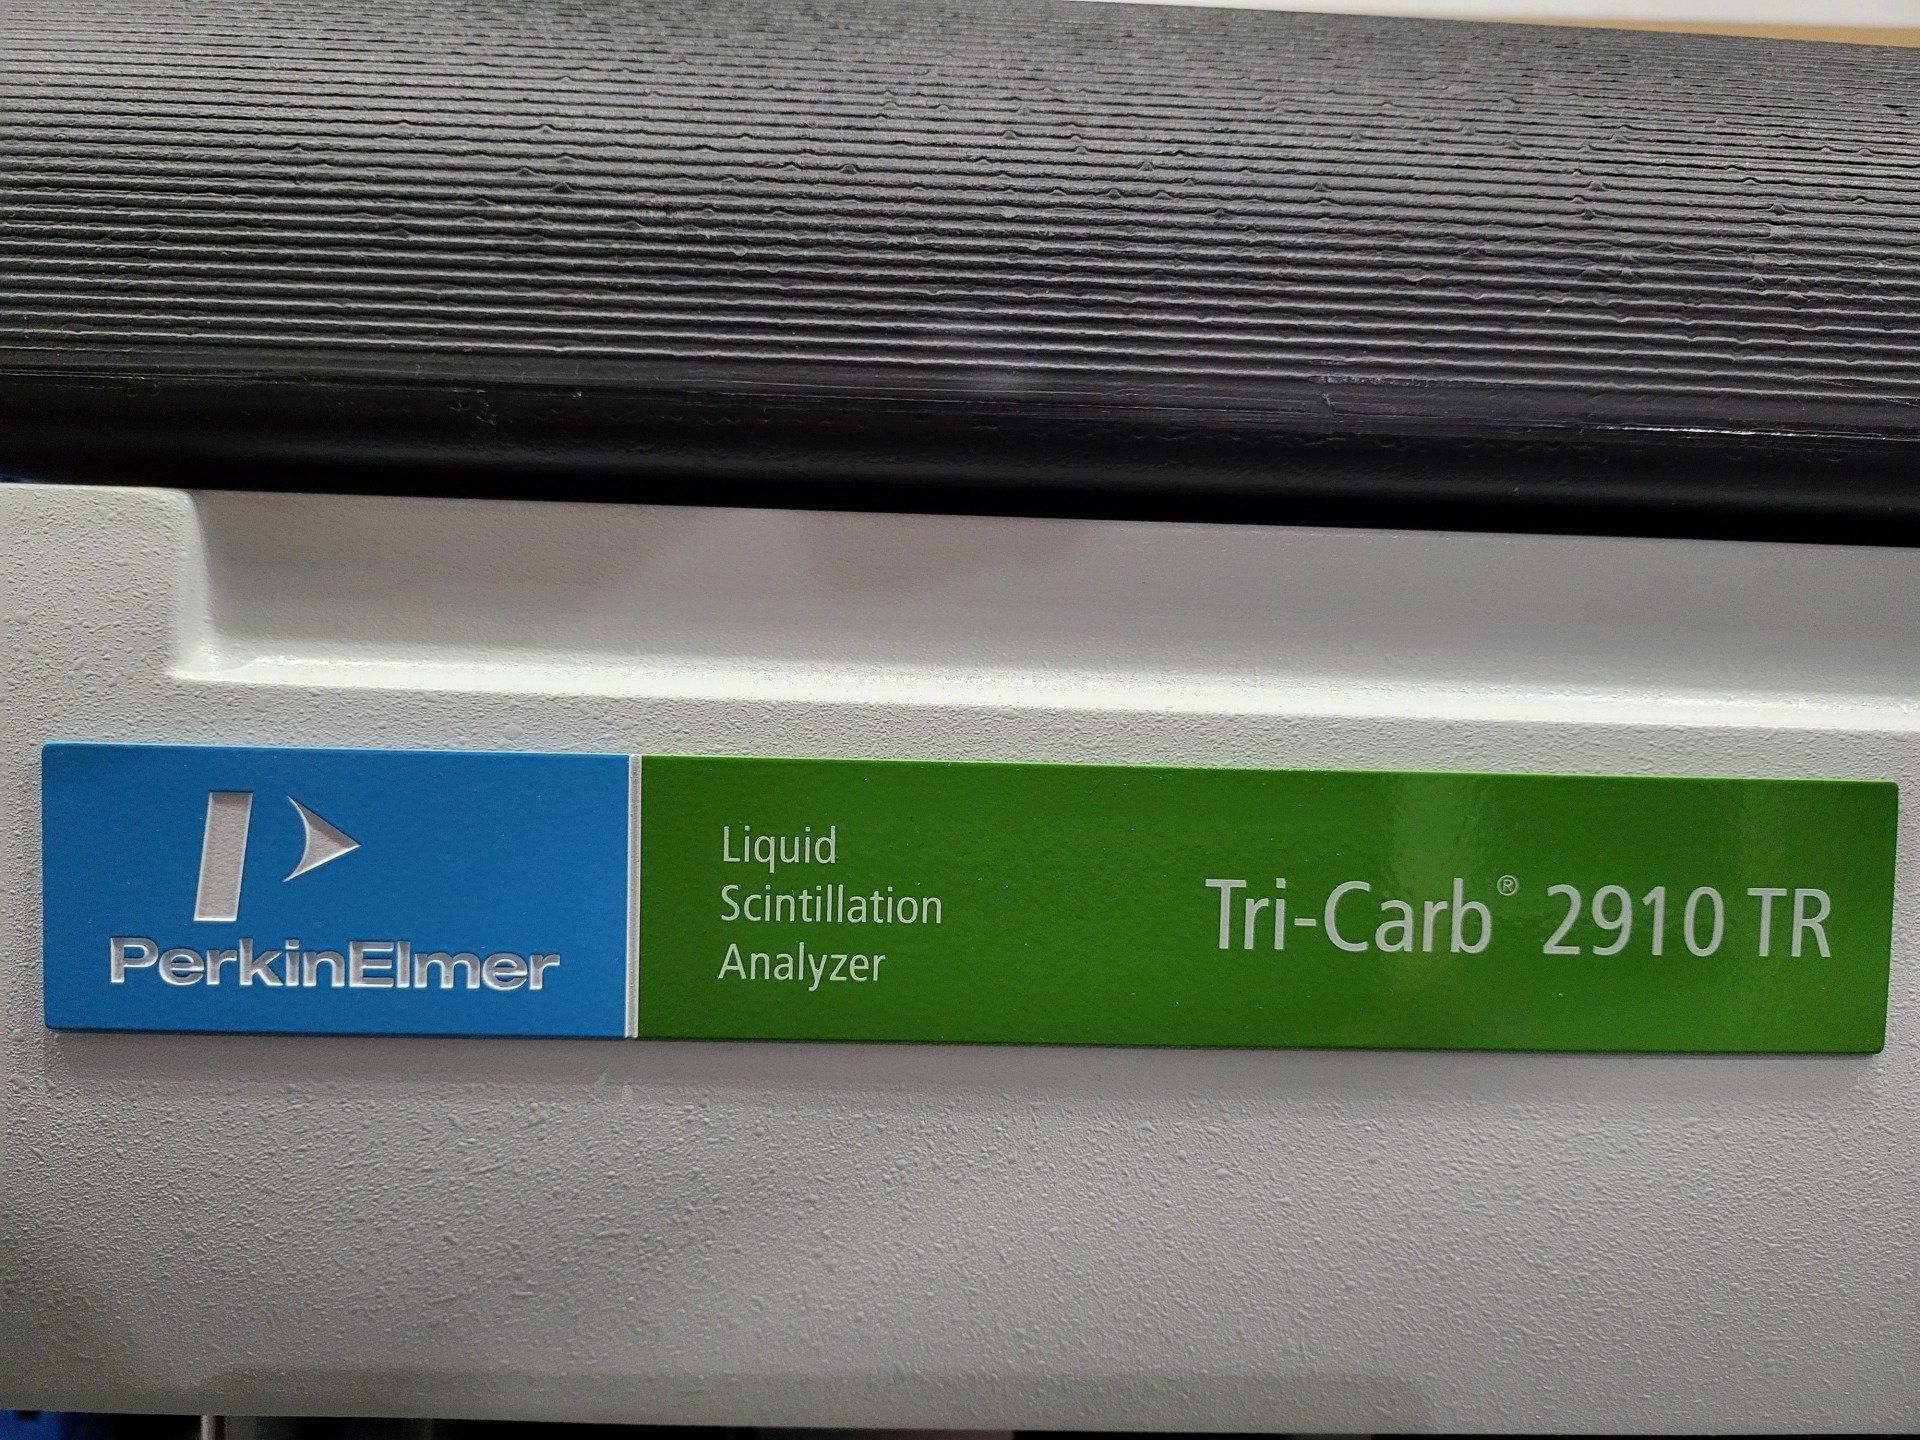 PerkinElmer
Liquid
Scintillation
Analyzer
Tri-Carb® 2910 TR